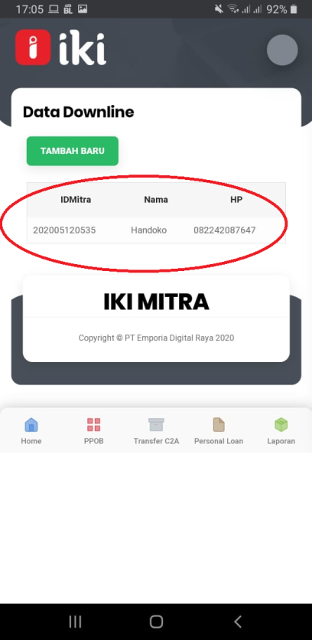 17:05 92%
iki
Data Downline
TAMBAH BARU
IDMitra Nama HP
202005120535 Handoko 082242087647
IKI MITRA
Copyright © PT Emporia Digital Raya 2020
Home PPOB Transfer C2A Personal Loan Laporan